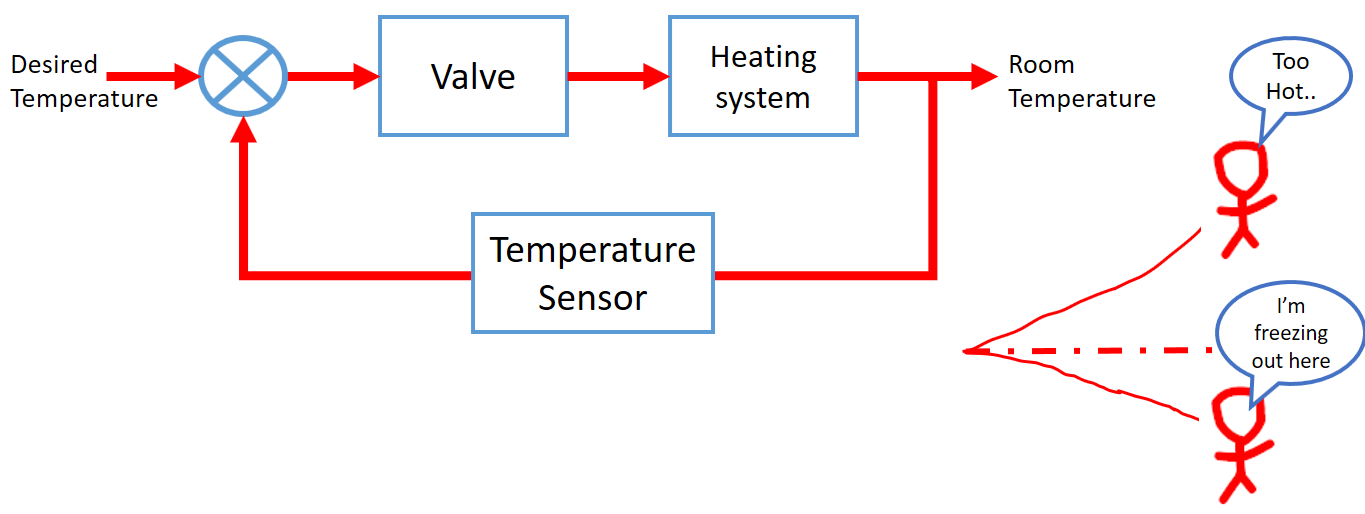 Desired
Temperature
Valve
Heating
system
Room
Temperature
Too
Hot..
Temperature
Sensor
I’m
freezing
out here